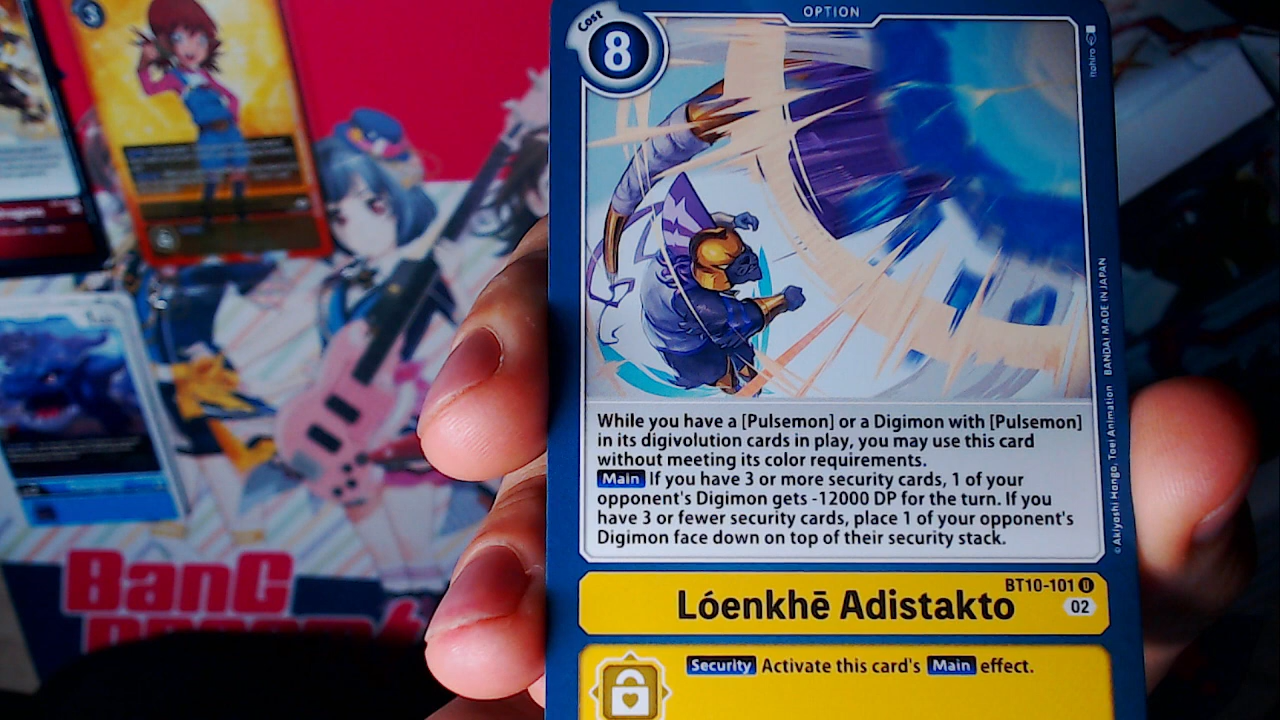 OPTION
Cost
8
nohiro
While you have a [Pulsemon] or a Digimon with [Pulsemon]
in its digivolution cards in play, you may use this card
without meeting its color requirements.
Main If you have 3 or more security cards, 1 of your
opponent's Digimon gets -12000 DP for the turn. If you
have 3 or fewer security cards, place 1 of your opponent's
Digimon face down on top of their security stack.
©Akiyoshi Hongo, Toei Animation BANDAI MADE IN JAPAN
BT10-101 U
Lóenkhē Adistakto
02
Security Activate this card's Main effect.
3
BanG